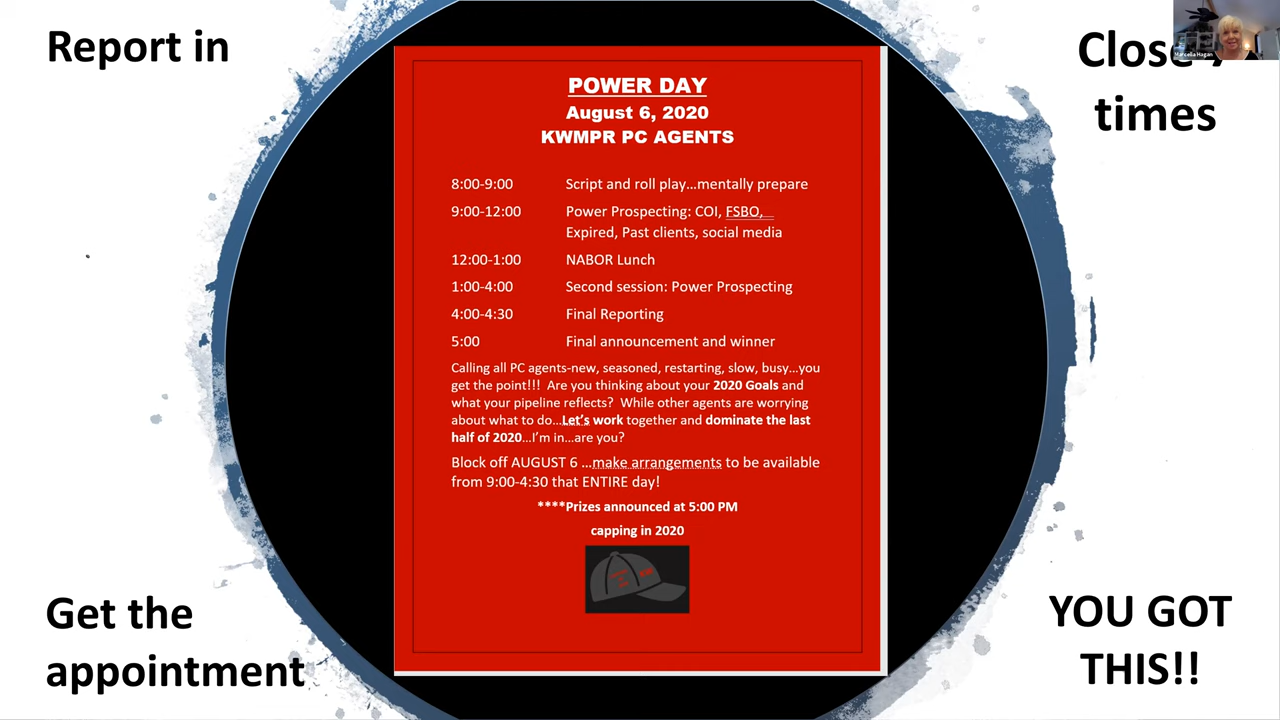 Report in
Close
times
Marcella Hagan
POWER DAY
August 6, 2020
KWMPR PC AGENTS
8:00-9:00 Script and roll play...mentally prepare
9:00-12:00 Power Prospecting: COI, FSBO,
Expired, Past clients, social media
12:00-1:00 NABOR Lunch
1:00-4:00 Second session: Power Prospecting
4:00-4:30 Final Reporting
5:00 Final announcement and winner
Calling all PC agents-new, seasoned, restarting, slow, busy...you
get the point!!! Are you thinking about your 2020 Goals and
what your pipeline reflects? While other agents are worrying
about what to do...Let's work together and dominate the last
half of 2020...I'm in...are you?
Block off AUGUST 6 ...make arrangements to be available
from 9:00-4:30 that ENTIRE day!
****Prizes announced at 5:00 PM
capping in 2020
Get the
appointment
YOU GOT
THIS!!